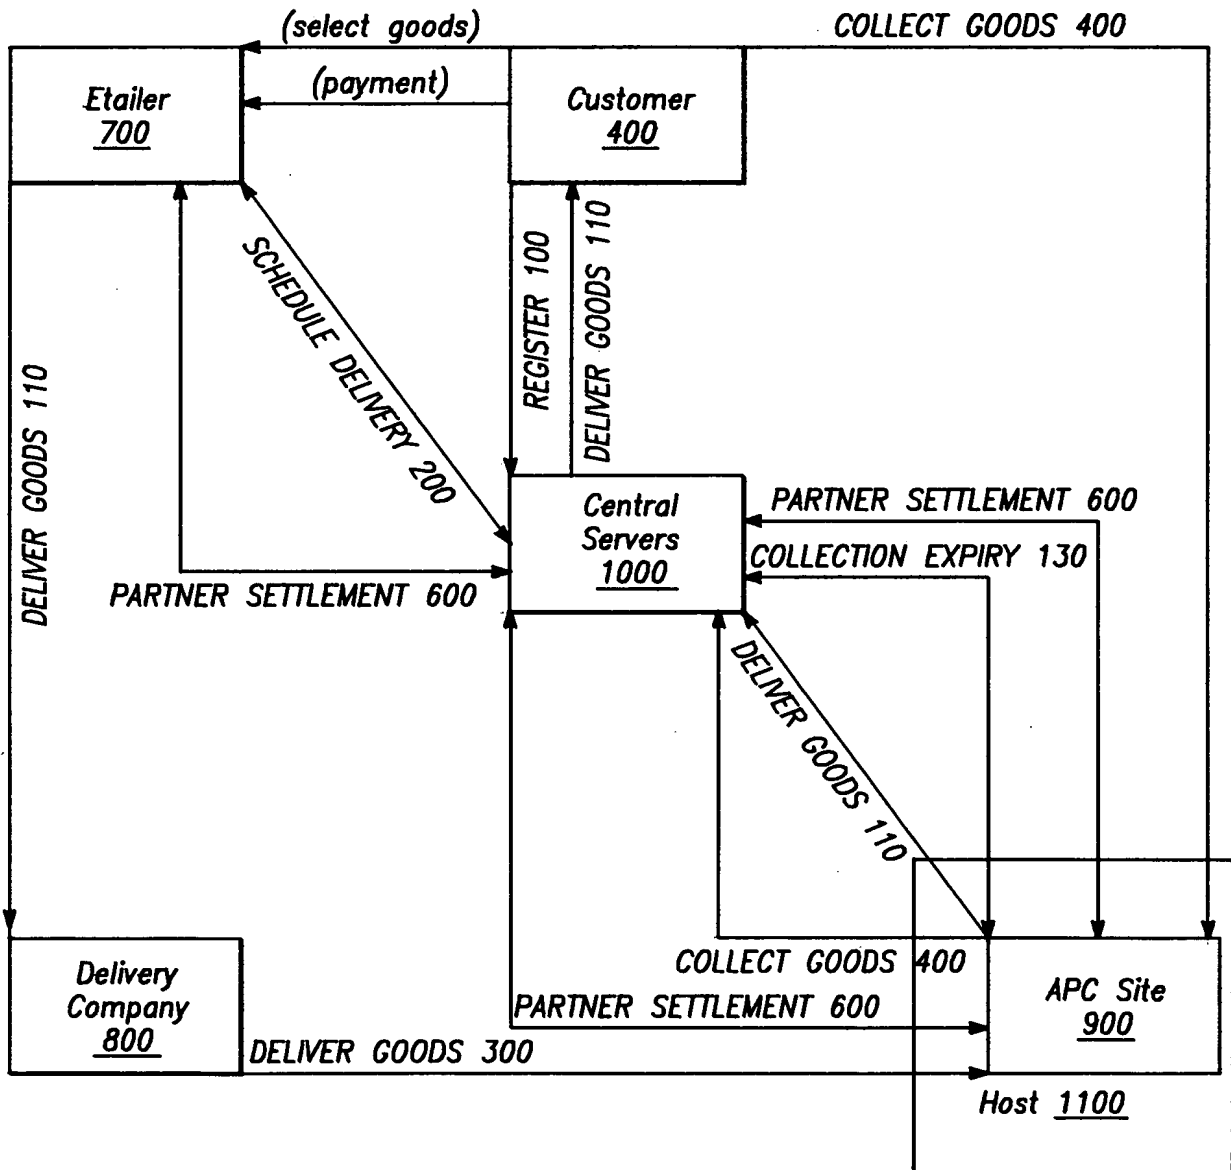 (select goods)
COLLECT GOODS 400
(payment)
Etailer
700
Customer
400
SCHEDULE DELIVERY 200
REGISTER 100
DELIVER GOODS 110
DELIVER GOODS 110
Central
Servers
1000
PARTNER SETTLEMENT 600
COLLECTION EXPIRY 130
PARTNER SETTLEMENT 600
DELIVER GOODS 110
COLLECT GOODS 400
Delivery
Company
800
PARTNER SETTLEMENT 600
APC Site
900
DELIVER GOODS 300
Host 1100